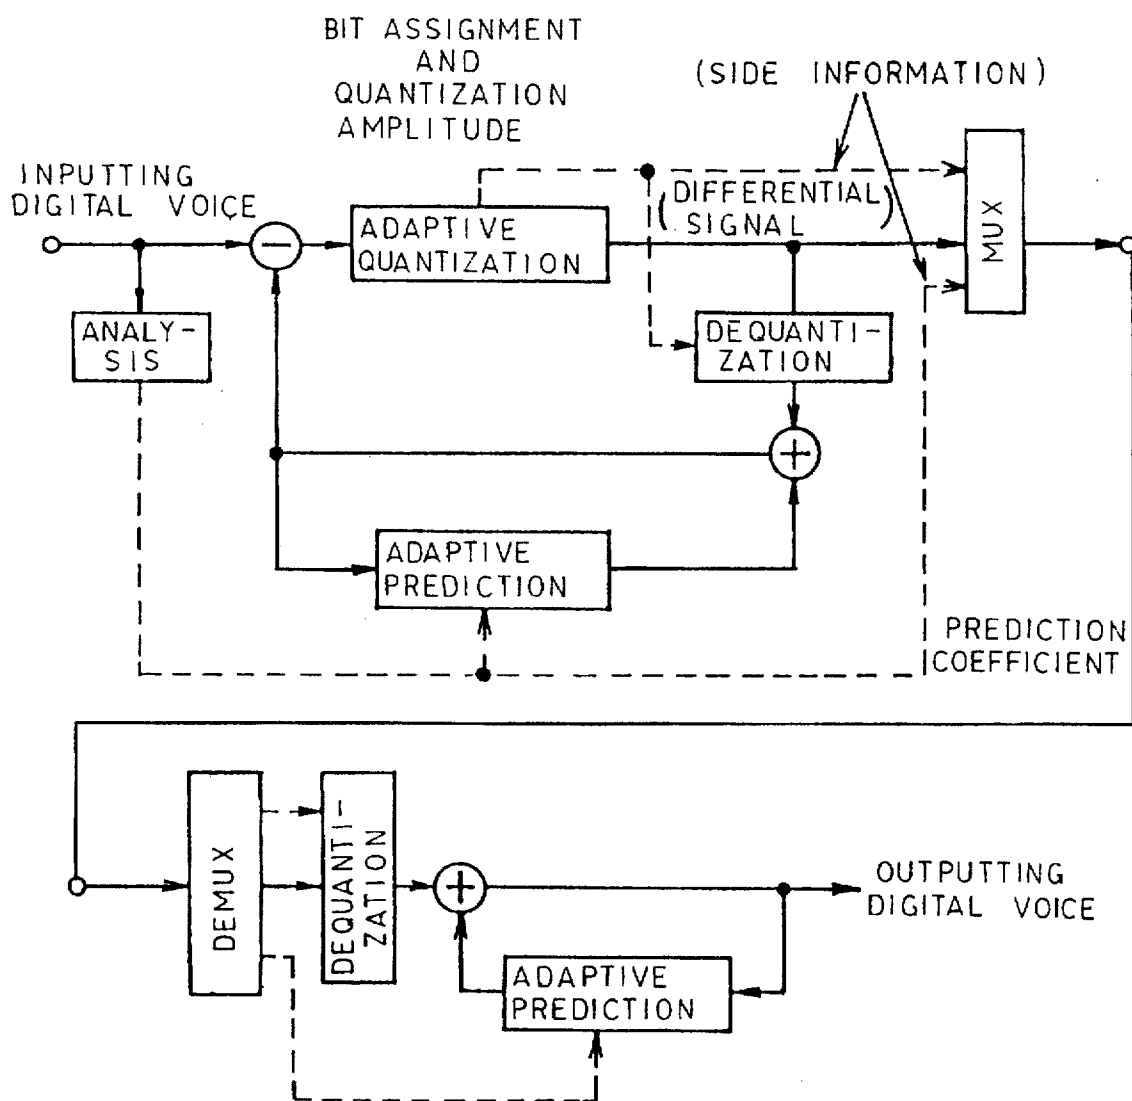 BIT ASSIGNMENT
AND
QUANTIZATION
AMPLITUDE
(SIDE INFORMATION)
INPUTTING
DIGITAL VOICE
ADAPTIVE
QUANTIZATION
(DIFFERENTIAL
SIGNAL)
MUX
ANALY-
SIS
DEQUANTI-
ZATION
ADAPTIVE
PREDICTION
PREDICTION
COEFFICIENT
DEMUX
DEQUANTI-
ZATION
OUTPUTTING
DIGITAL VOICE
ADAPTIVE
PREDICTION